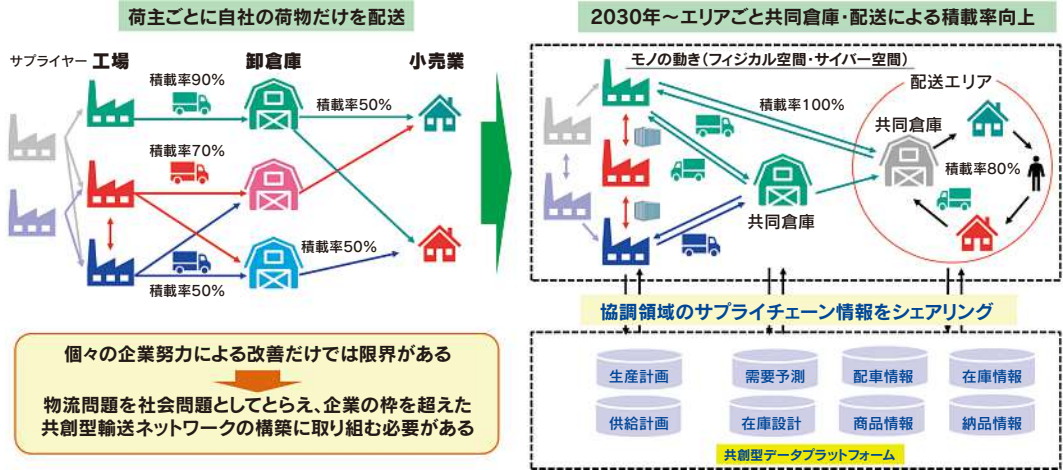 荷主ごとに自社の荷物だけを配送
サプライヤー
工場
卸倉庫
小売業
積載率90%
積載率50%
積載率70%
積載率50%
積載率50%
個々の企業努力による改善だけでは限界がある
物流問題を社会問題としてとらえ、企業の枠を超えた
共創型輸送ネットワークの構築に取り組む必要がある
2030年～エリアごと共同倉庫・配送による積載率向上
モノの動き(フィジカル空間・サイバー空間)
配送エリア
積載率100%
共同倉庫
積載率80%
共同倉庫
協調領域のサプライチェーン情報をシェアリング
生産計画
需要予測
配車情報
在庫情報
供給計画
在庫設計
商品情報
納品情報
共創型データプラットフォーム